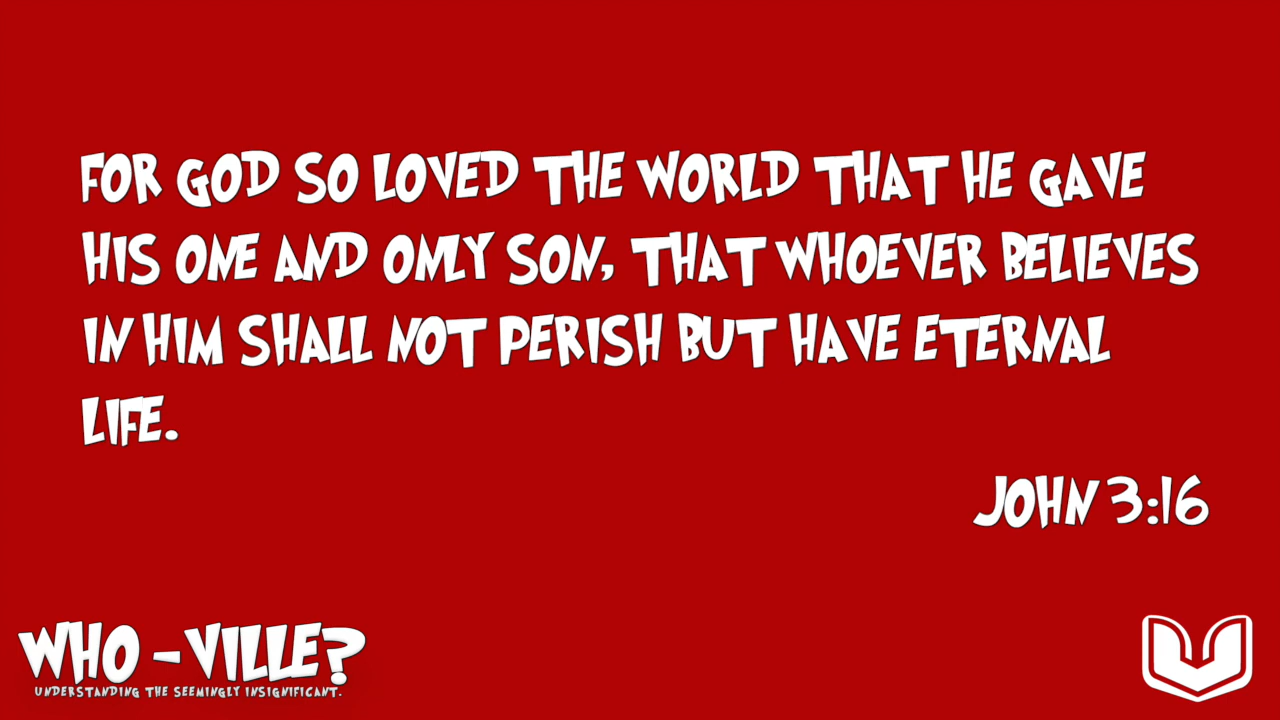 FOR GOD SO LOVED THE WORLD THAT HE GAVE
HIS ONE AND ONLY SON, THAT WHOEVER BELIEVES
IN HIM SHALL NOT PERISH BUT HAVE ETERNAL
LIFE.
JOHN 3:16
WHO - VILLE?
UNDERSTANDING THE SEEMINGLY INSIGNIFICANT.